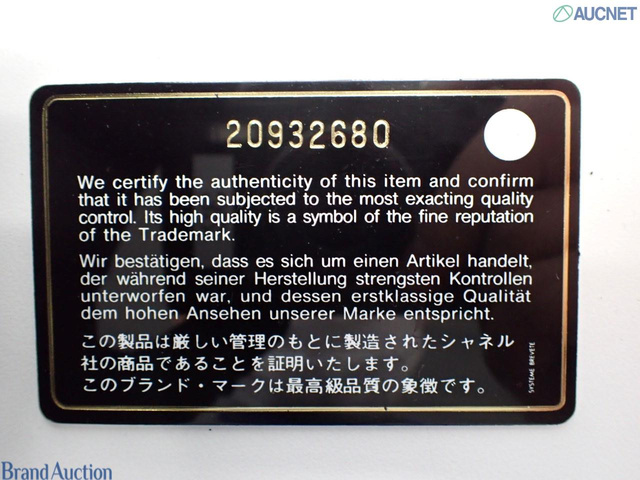 AUCNET
20932680
We certify the authenticity of this item and confirm
that it has been subjected to the most exacting quality
control. Its high quality is a symbol of the fine reputation
of the Trademark.
Wir bestätigen, dass es sich um einen Artikel handelt,
der während seiner Herstellung strengsten Kontrollen
unterworfen war, und dessen erstklassige Qualität
dem hohen Ansehen unserer Marke entspricht.
この製品は厳しい管理のもとに製造されたシャネル
社の商品であることを証明いたします。
このブランド・マークは最高級品質の象徴です。
SYSTEME BREVETE
Brand Auction